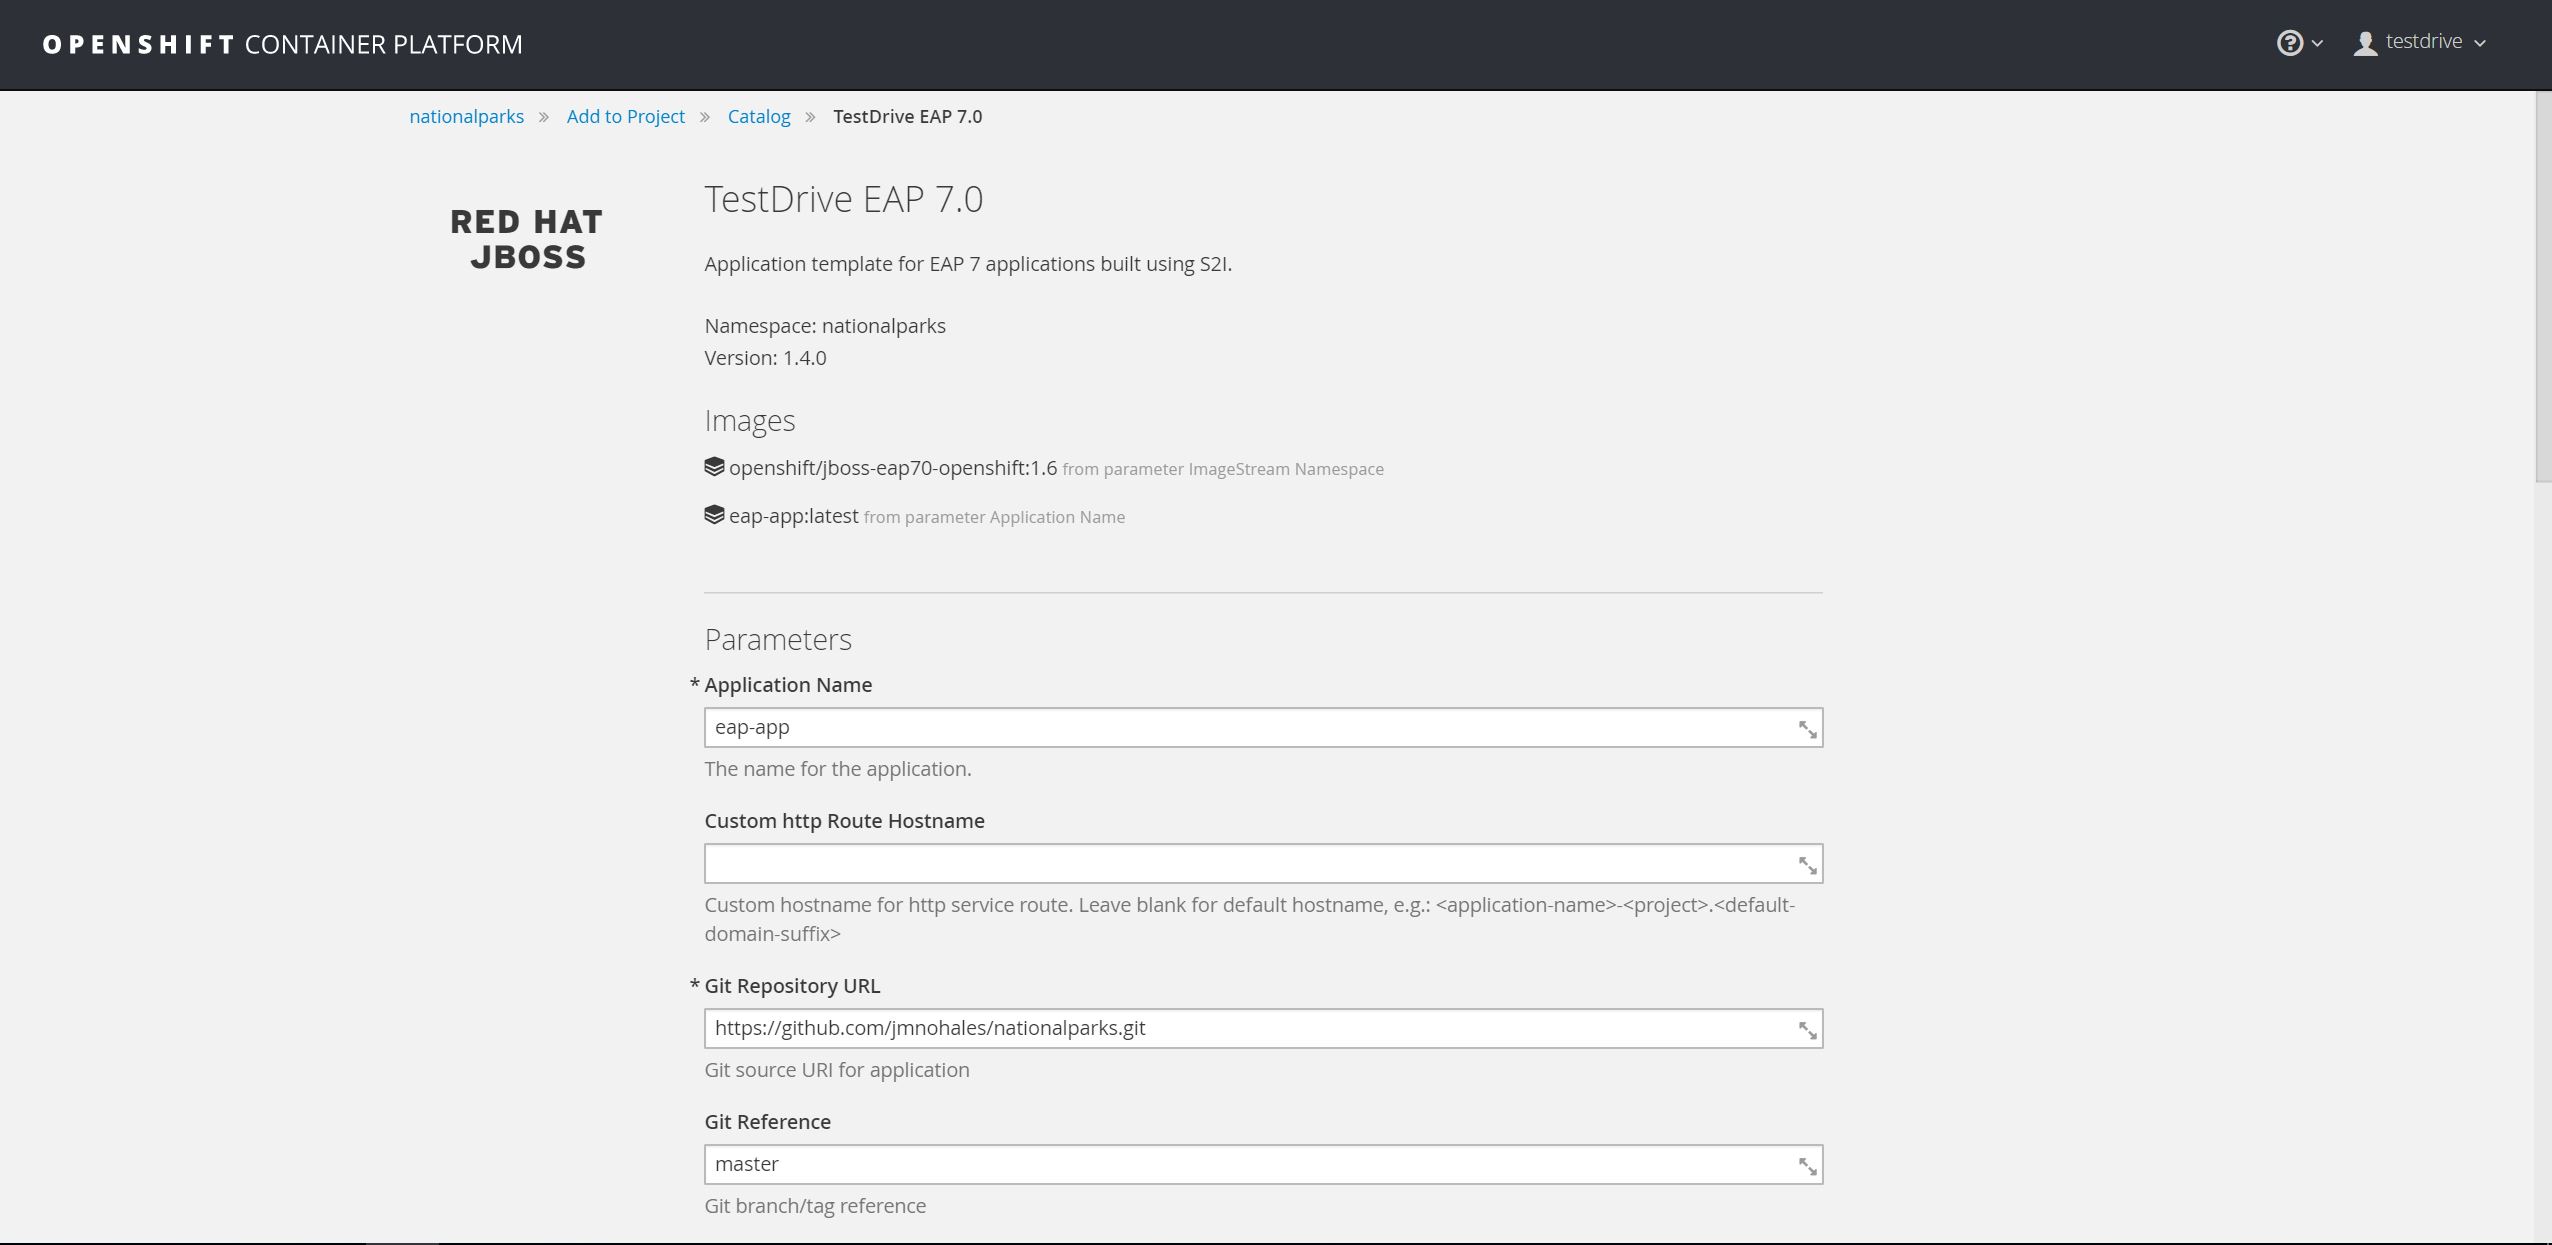 OPENSHIFT CONTAINER PLATFORM
testdrive
nationalparks » Add to Project » Catalog » TestDrive EAP 7.0
RED HAT
JBOSS
TestDrive EAP 7.0
Application template for EAP 7 applications built using S2I.
Namespace: nationalparks
Version: 1.4.0
Images
openshift/jboss-eap70-openshift:1.6 from parameter ImageStream Namespace
eap-app:latest from parameter Application Name
Parameters
* Application Name
eap-app
The name for the application.
Custom http Route Hostname
Custom hostname for http service route. Leave blank for default hostname, e.g.: <application-name>-<project>.<default-
domain-suffix>
* Git Repository URL
https://github.com/jmnohales/nationalparks.git
Git source URI for application
Git Reference
master
Git branch/tag reference